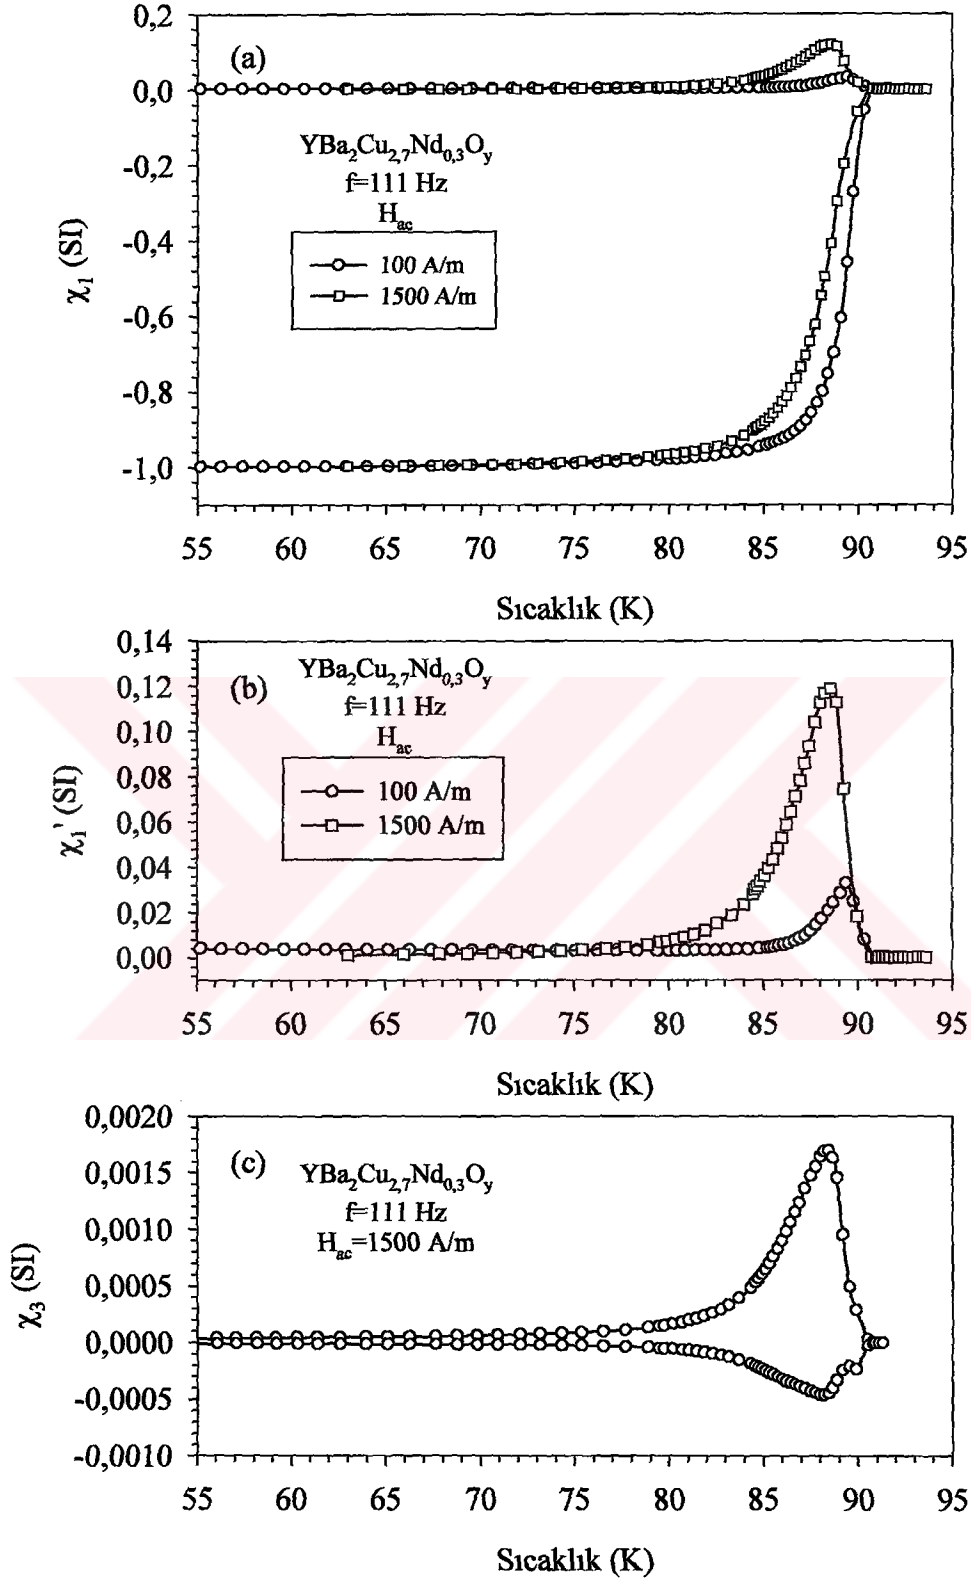 (a)
0,2
0,0
-0,2
-0,4
-0,6
-0,8
-1,0
χ₁ (SI)
YBa₂Cu₂,₇Nd₀,₃Oᵧ
f=111 Hz
Hₐc
100 A/m
1500 A/m
55 60 65 70 75 80 85 90 95
Sıcaklık (K)
(b)
0,14
0,12
0,10
0,08
0,06
0,04
0,02
0,00
χ₁' (SI)
YBa₂Cu₂,₇Nd₀,₃Oᵧ
f=111 Hz
Hₐc
100 A/m
1500 A/m
55 60 65 70 75 80 85 90 95
Sıcaklık (K)
(c)
0,0020
0,0015
0,0010
0,0005
0,0000
-0,0005
-0,0010
χ₃ (SI)
YBa₂Cu₂,₇Nd₀,₃Oᵧ
f=111 Hz
Hₐc=1500 A/m
55 60 65 70 75 80 85 90 95
Sıcaklık (K)